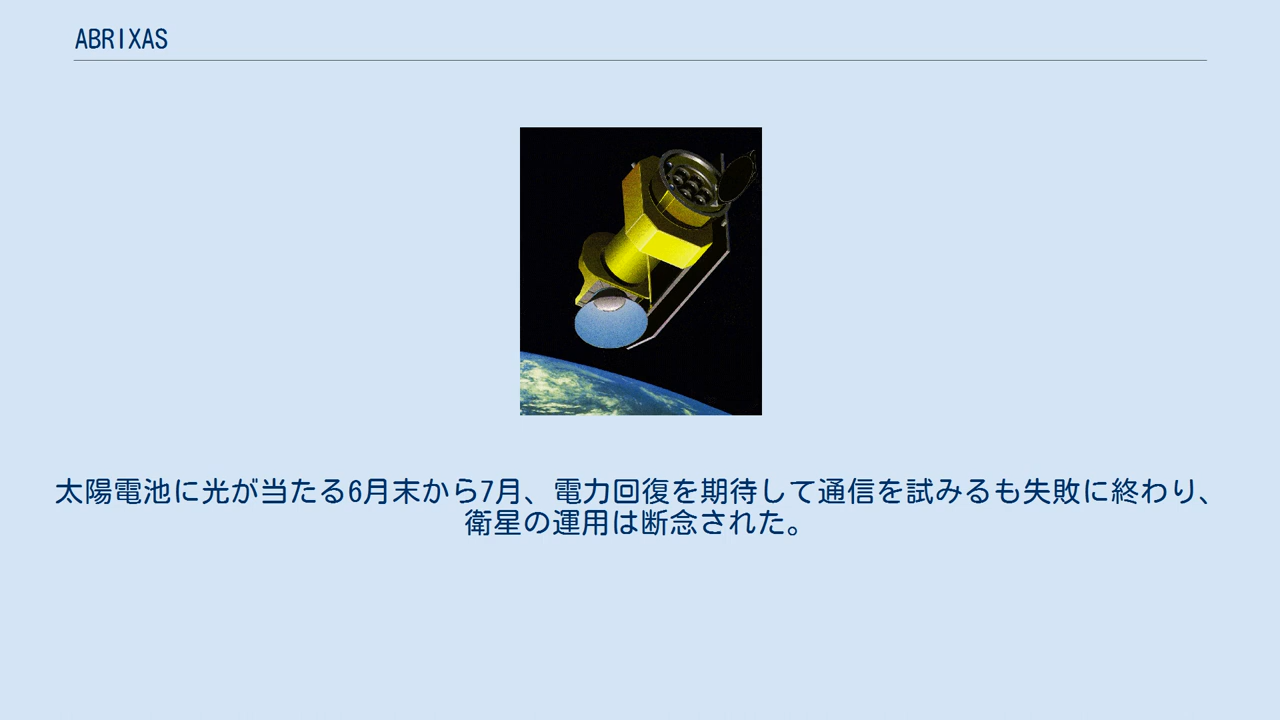 ABRIXAS
太陽電池に光が当たる6月末から7月、電力回復を期待して通信を試みるも失敗に終わり、
衛星の運用は断念された。